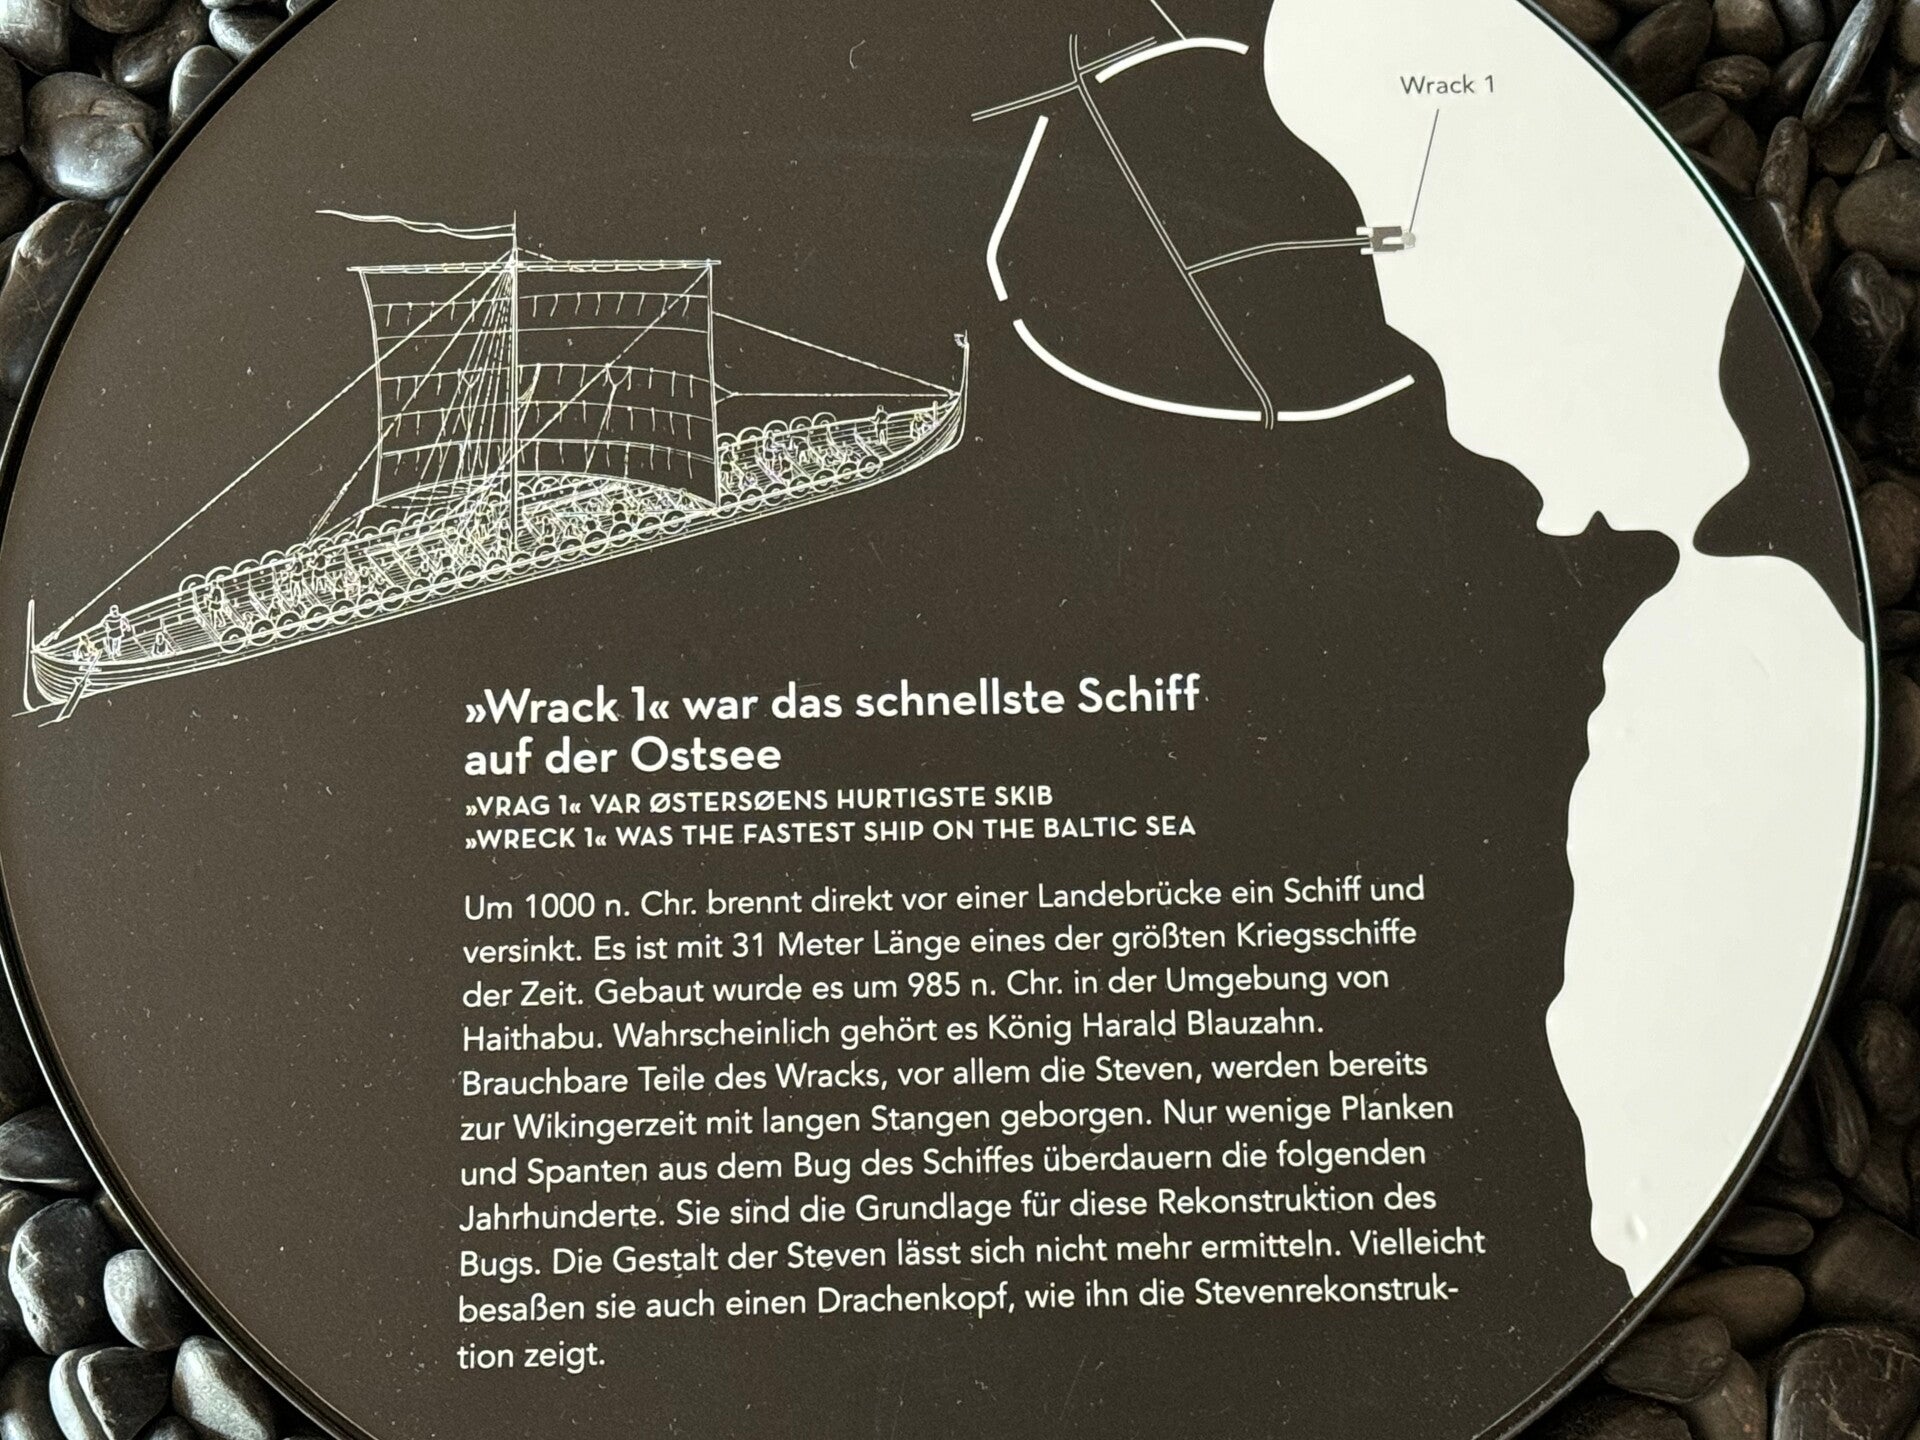 Wrack 1
»Wrack 1« war das schnellste Schiff
auf der Ostsee
»VRAG 1« VAR ØSTERSØENS HURTIGSTE SKIB
»WRECK 1« WAS THE FASTEST SHIP ON THE BALTIC SEA
Um 1000 n. Chr. brennt direkt vor einer Landebrücke ein Schiff und
versinkt. Es ist mit 31 Meter Länge eines der größten Kriegsschiffe
der Zeit. Gebaut wurde es um 985 n. Chr. in der Umgebung von
Haithabu. Wahrscheinlich gehört es König Harald Blauzahn.
Brauchbare Teile des Wracks, vor allem die Steven, werden bereits
zur Wikingerzeit mit langen Stangen geborgen. Nur wenige Planken
und Spanten aus dem Bug des Schiffes überdauern die folgenden
Jahrhunderte. Sie sind die Grundlage für diese Rekonstruktion des
Bugs. Die Gestalt der Steven lässt sich nicht mehr ermitteln. Vielleicht
besaßen sie auch einen Drachenkopf, wie ihn die Stevenrekonstruk-
tion zeigt.